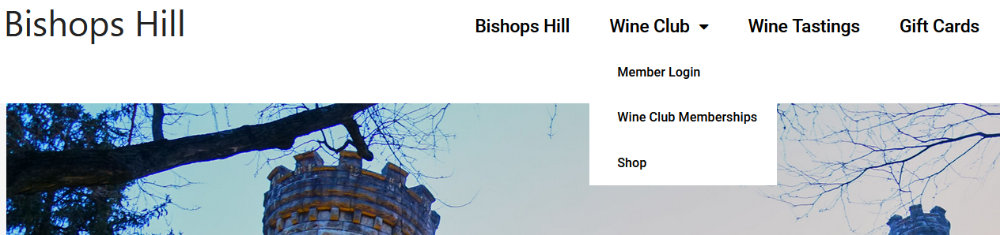 Bishops Hill
Bishops Hill Wine Club Wine Tastings Gift Cards
Member Login
Wine Club Memberships
Shop